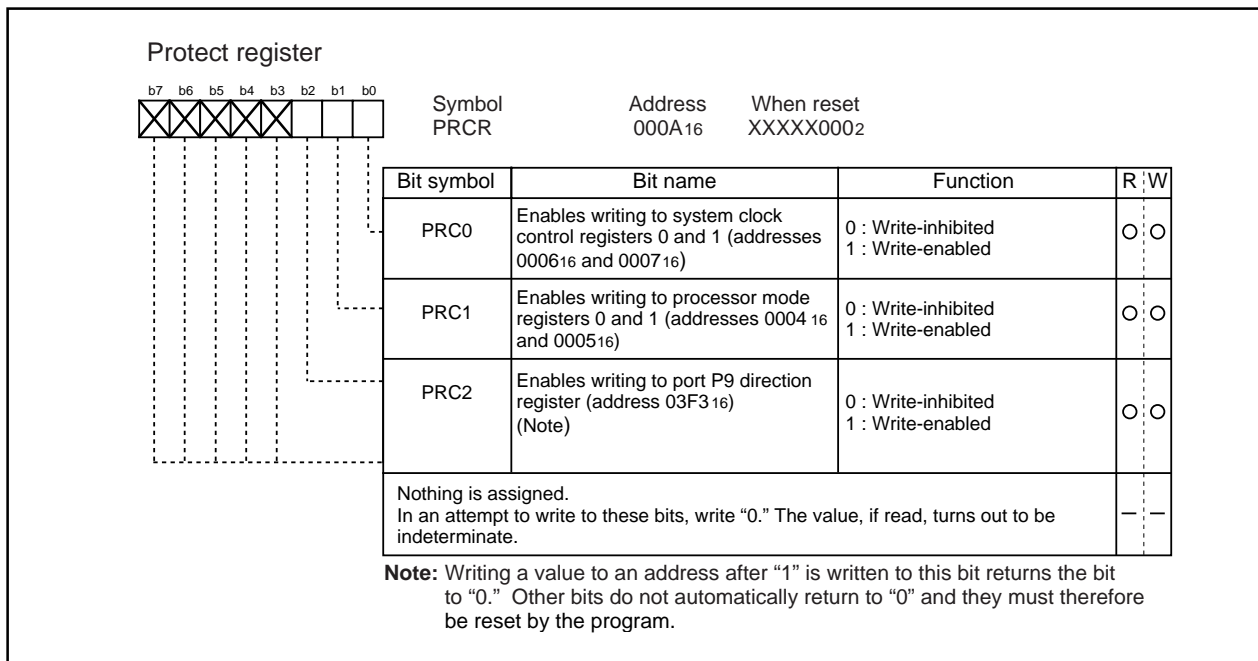 Protect register
b7 b6 b5 b4 b3 b2 b1 b0
Symbol Address When reset
PRCR 000A16 XXXXX0002
Bit symbol Bit name Function R W
PRC0
Enables writing to system clock
control registers 0 and 1 (addresses
000616 and 000716)
0 : Write-inhibited
1 : Write-enabled
PRC1
Enables writing to processor mode
registers 0 and 1 (addresses 0004 16
and 000516)
0 : Write-inhibited
1 : Write-enabled
PRC2
Enables writing to port P9 direction
register (address 03F3 16)
(Note)
0 : Write-inhibited
1 : Write-enabled
Nothing is assigned.
In an attempt to write to these bits, write “0.” The value, if read, turns out to be
indeterminate.
Note: Writing a value to an address after “1” is written to this bit returns the bit
to “0.” Other bits do not automatically return to “0” and they must therefore
be reset by the program.